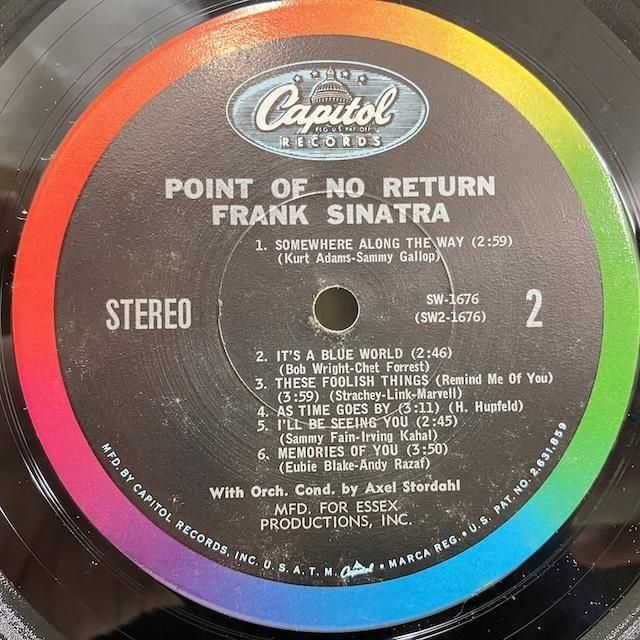 Capitol
REG. U.S. PAT. OFF.
RECORDS
POINT OF NO RETURN
FRANK SINATRA
1. SOMEWHERE ALONG THE WAY (2:59)
(Kurt Adams-Sammy Gallop)
STEREO
SW-1676
(SW2-1676)
2
2. IT'S A BLUE WORLD (2:46)
(Bob Wright-Chet Forrest)
3. THESE FOOLISH THINGS (Remind Me Of You)
(3:59) (Strachey-Link-Marvell)
4. AS TIME GOES BY (3:11) (H. Hupfeld)
5. I'LL BE SEEING YOU (2:45)
(Sammy Fain-Irving Kahal)
6. MEMORIES OF YOU (3:50)
(Eubie Blake-Andy Razaf)
With Orch. Cond. by Axel Stordahl
MFD. FOR ESSEX
PRODUCTIONS, INC.
MFD. BY CAPITOL RECORDS, INC. U.S.A. T.M. Capitol • MARCA REG. • U.S. PAT. NO. 2,631,859